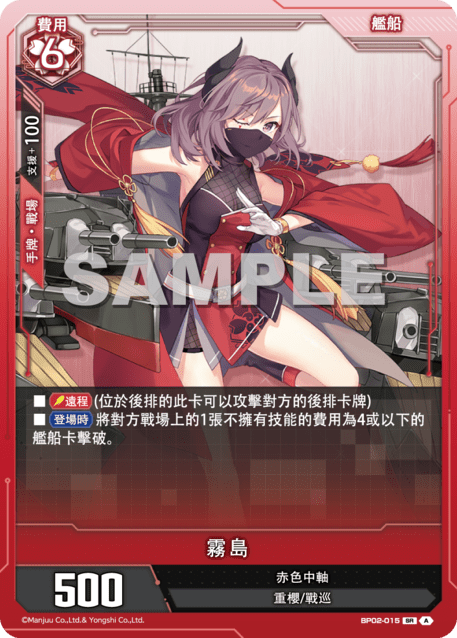 費用
6
艦船
支援+100
手牌・戰場
SAMPLE
■ 遠程 (位於後排的此卡可以攻擊對方的後排卡牌)
■ 登場時 將對方戰場上的1張不擁有技能的費用為4或以下的
艦船卡擊破。
霧島
500
赤色中軸
重櫻/戰巡
©Manjuu Co.,Ltd.& Yongshi Co.,Ltd.
BP02-015 SR A